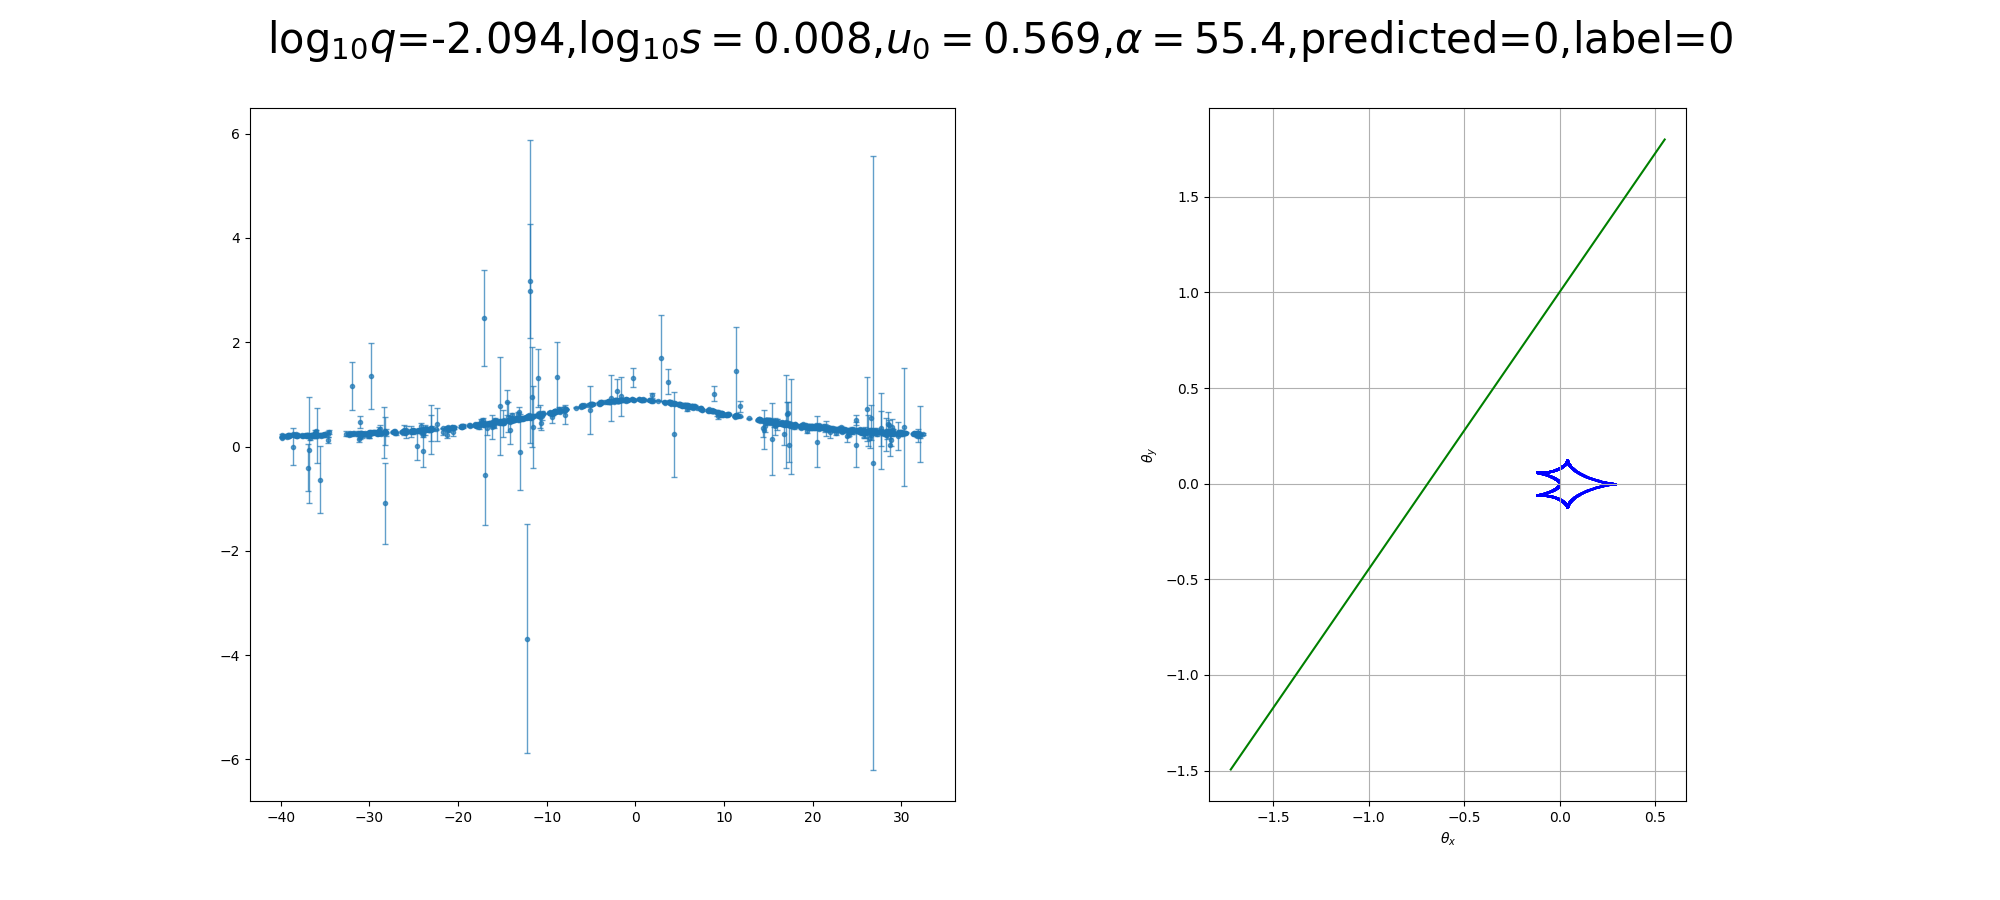 log₁₀q=-2.094,log₁₀s = 0.008,u₀ = 0.569,α = 55.4,predicted=0,label=0
6
4
2
0
−2
−4
−6
−40 −30 −20 −10 0 10 20 30
1.5
1.0
0.5
0.0
−0.5
−1.0
−1.5
θy
−1.5 −1.0 −0.5 0.0 0.5
θx